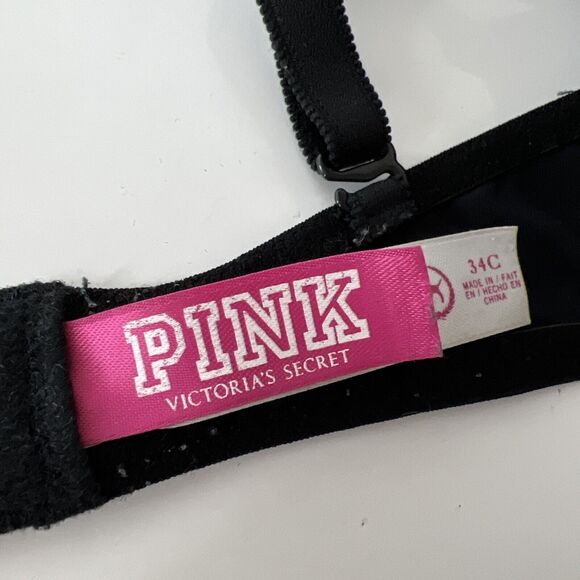 PINK
VICTORIA'S SECRET
34C
MADE IN / FAIT
EN / HECHO EN
CHINA